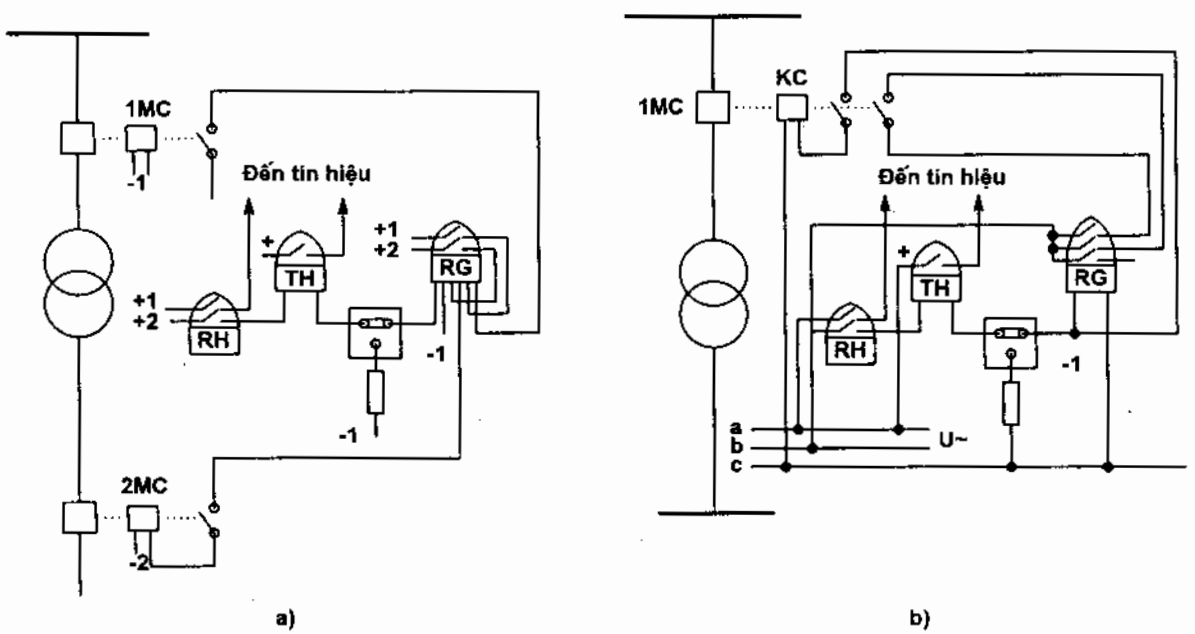 1MC
-1
Đến tín hiệu
+
TH
+1
+2
RG
+1
+2
RH
-1
-1
2MC
-2
a)
1MC
KC
Đến tín hiệu
+
TH
RG
RH
-1
a
b
c
U~
b)